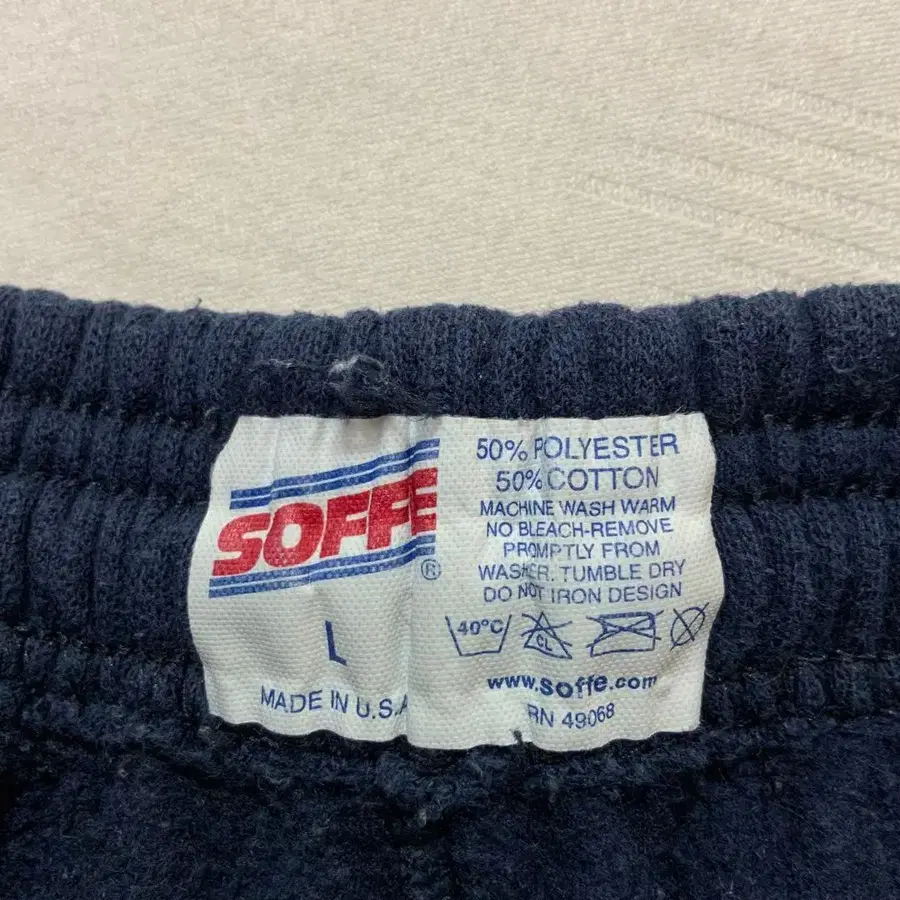 SOFFE
®
L
MADE IN U.S.A
50% POLYESTER
50% COTTON
MACHINE WASH WARM
NO BLEACH-REMOVE
PROMPTLY FROM
WASHER. TUMBLE DRY
DO NOT IRON DESIGN
40°C
CL
www.soffe.com
RN 49068